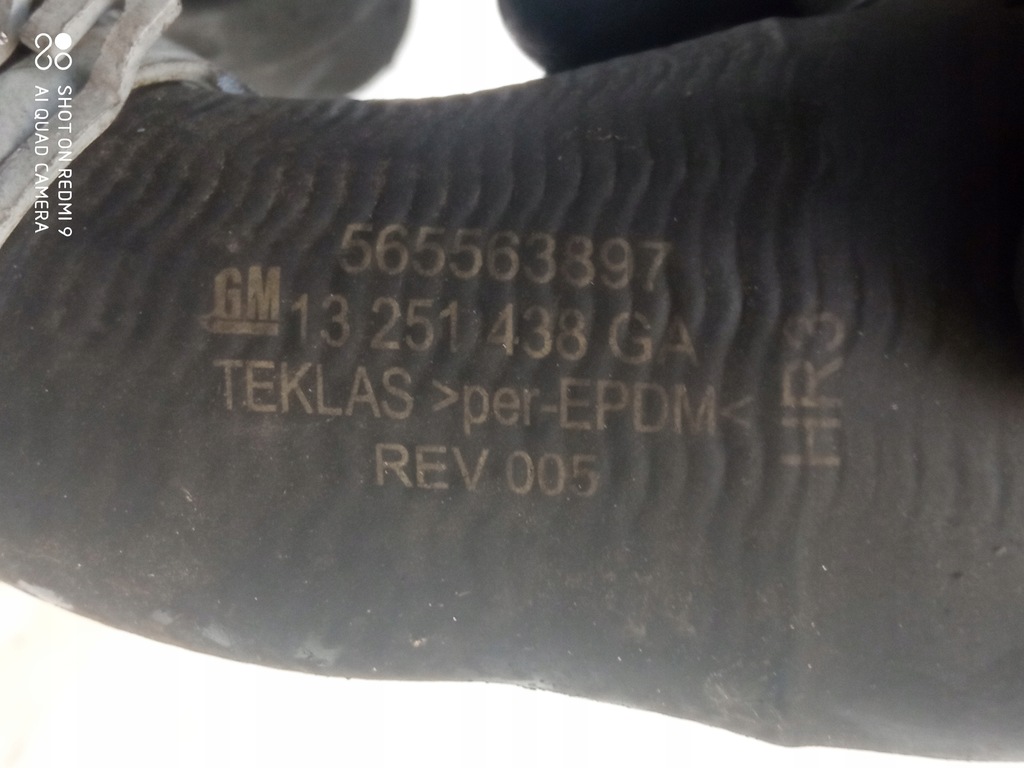 565563897
GM 13 251 438 GA
TEKLAS >per-EPDM<
REV 005
HR3
SHOT ON REDMI 9
AI QUAD CAMERA